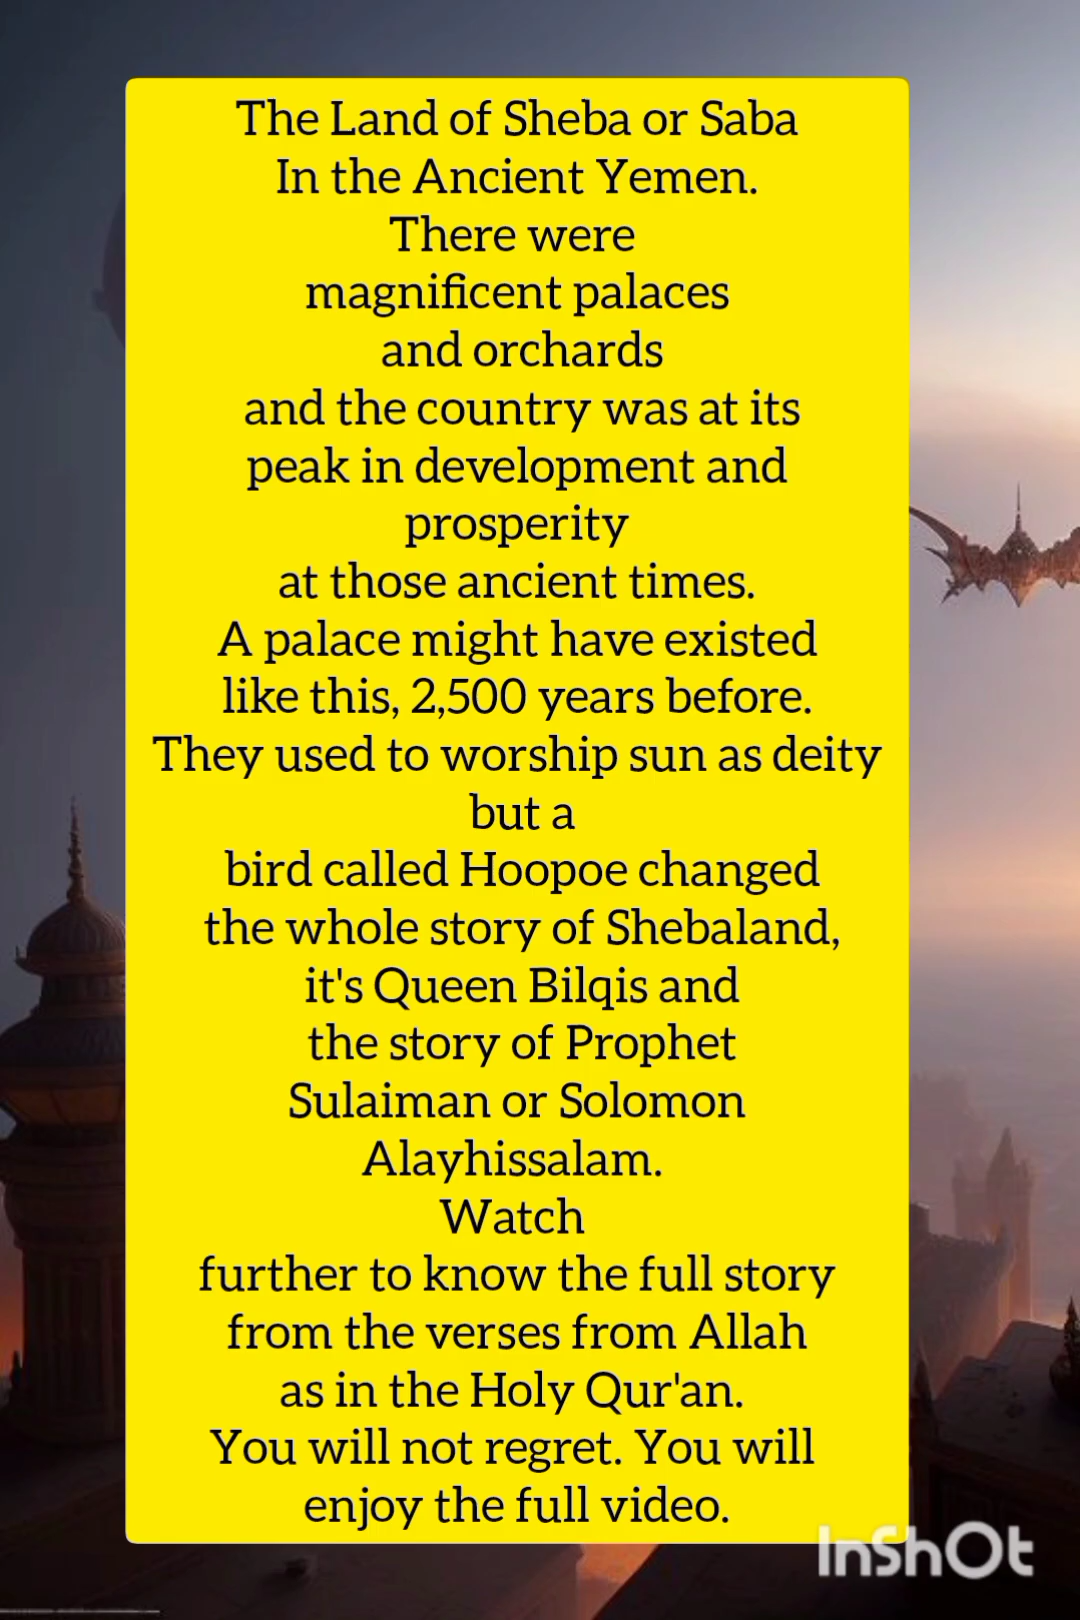 The Land of Sheba or Saba
In the Ancient Yemen.
There were
magnificent palaces
and orchards
and the country was at its
peak in development and
prosperity
at those ancient times.
A palace might have existed
like this, 2,500 years before.
They used to worship sun as deity
but a
bird called Hoopoe changed
the whole story of Shebaland,
it's Queen Bilqis and
the story of Prophet
Sulaiman or Solomon
Alayhissalam.
Watch
further to know the full story
from the verses from Allah
as in the Holy Qur'an.
You will not regret. You will
enjoy the full video.
InShOt